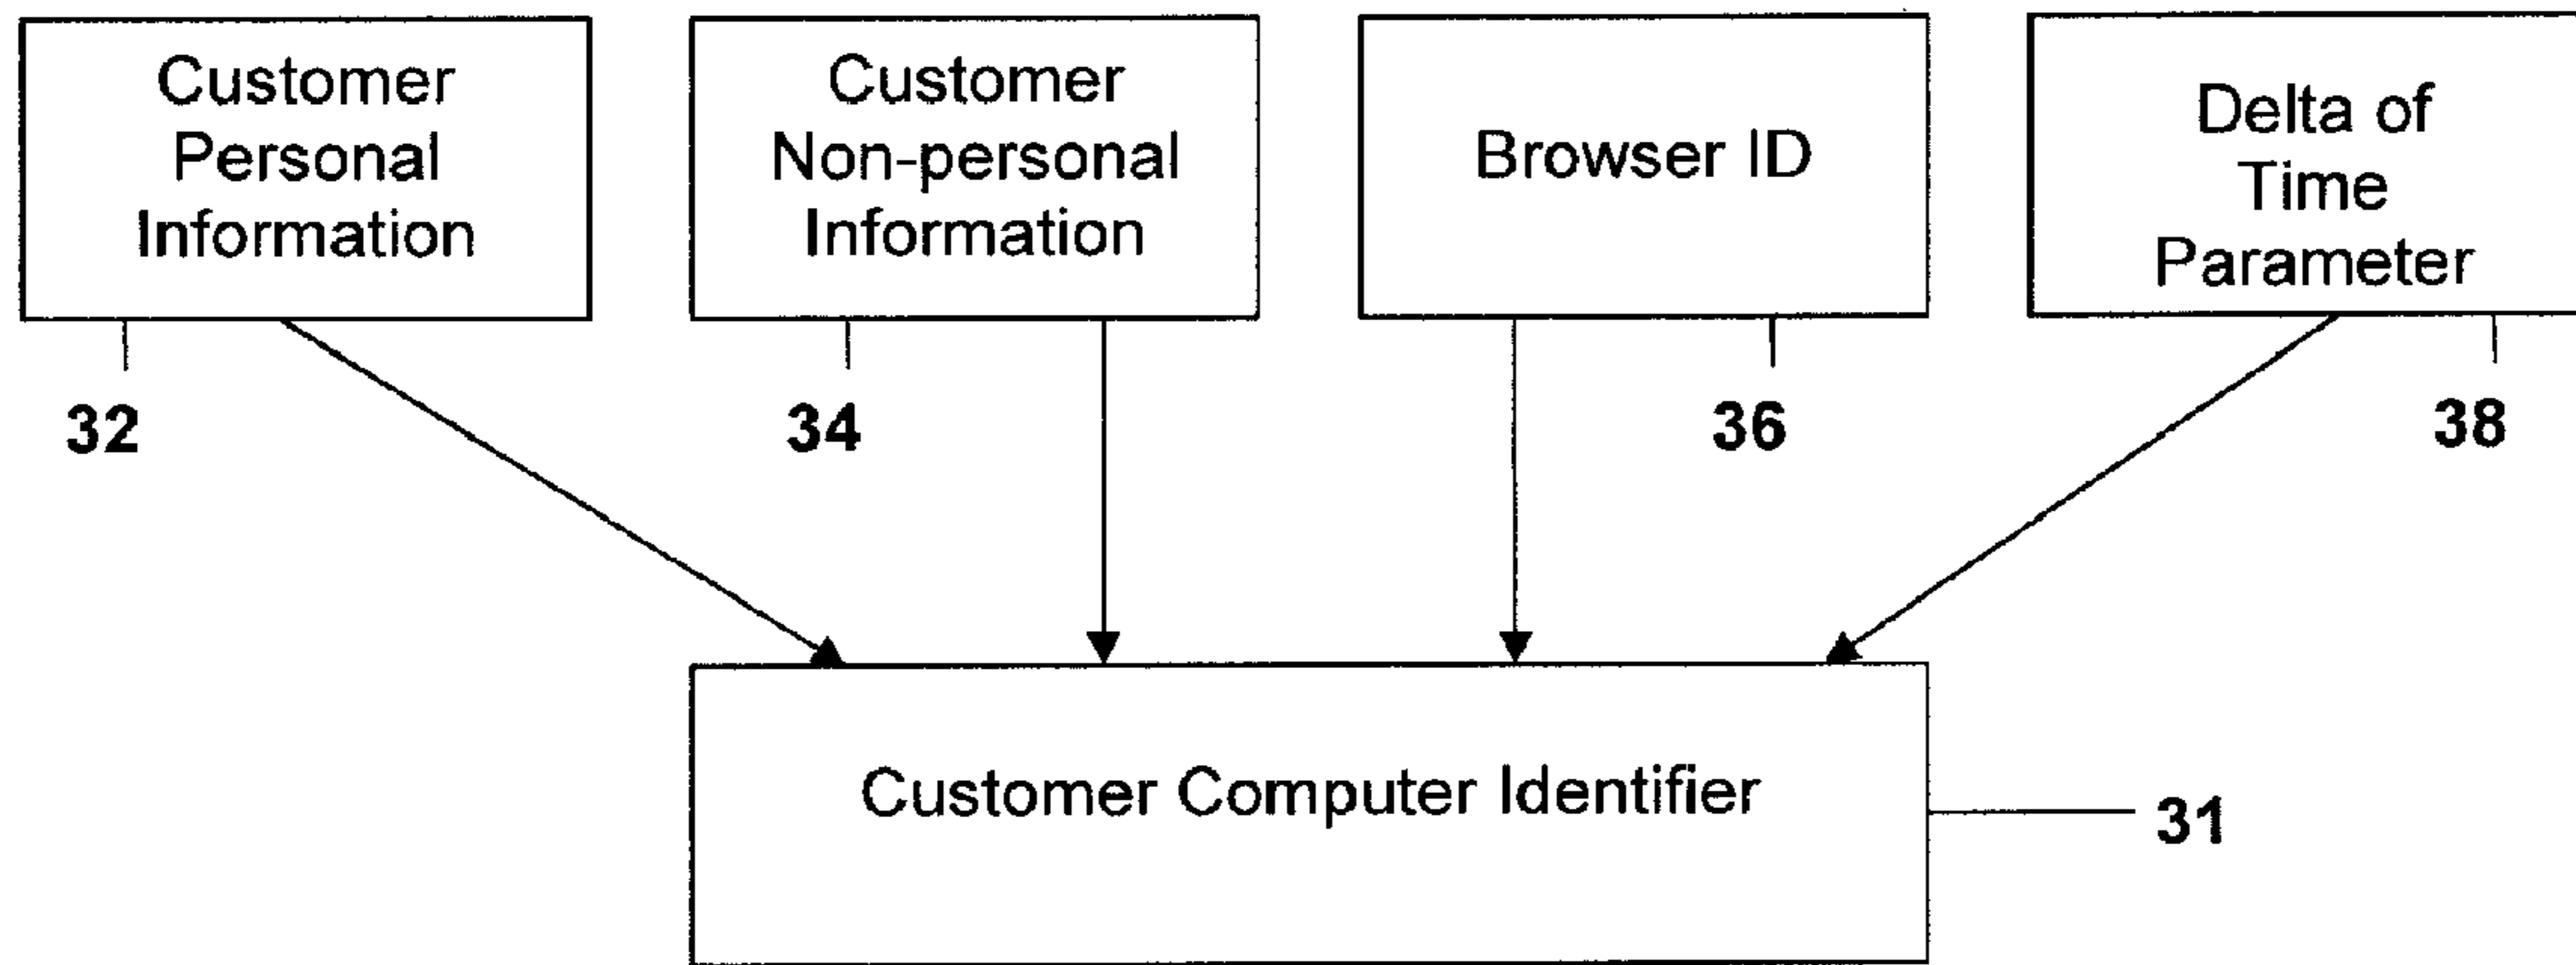 Customer
Personal
Information
Customer
Non-personal
Information
Browser ID
Delta of
Time
Parameter
32
34
36
38
Customer Computer Identifier
31